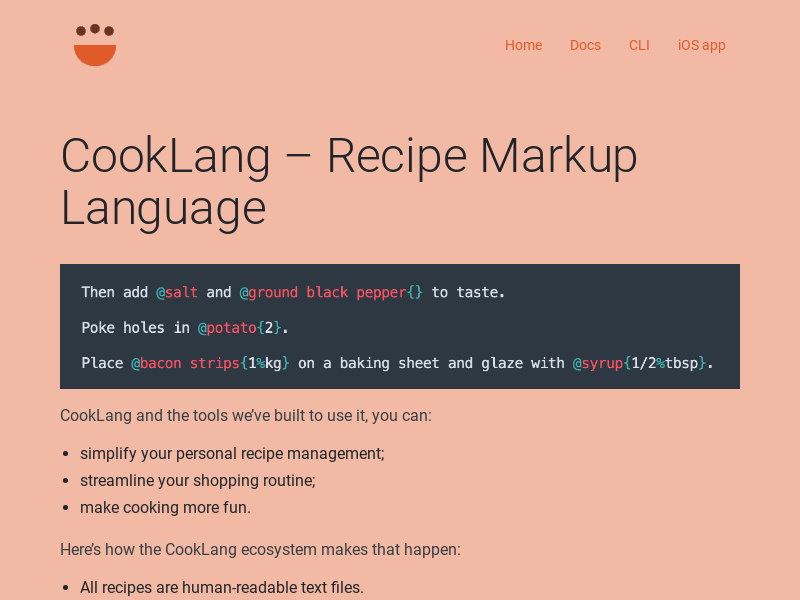 Home Docs CLI iOS app
CookLang – Recipe Markup
Language
Then add @salt and @ground black pepper{} to taste.
Poke holes in @potato{2}.
Place @bacon strips{1%kg} on a baking sheet and glaze with @syrup{1/2%tbsp}.
CookLang and the tools we’ve built to use it, you can:
• simplify your personal recipe management;
• streamline your shopping routine;
• make cooking more fun.
Here’s how the CookLang ecosystem makes that happen:
• All recipes are human-readable text files.